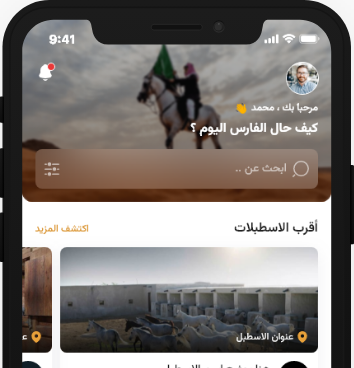 9:41
مرحباً بك ، محمد 👋
كيف حال الفارس اليوم ؟
ابحث عن ..
أقرب الاسطبلات
اكتشف المزيد
عنوان الاسطبل